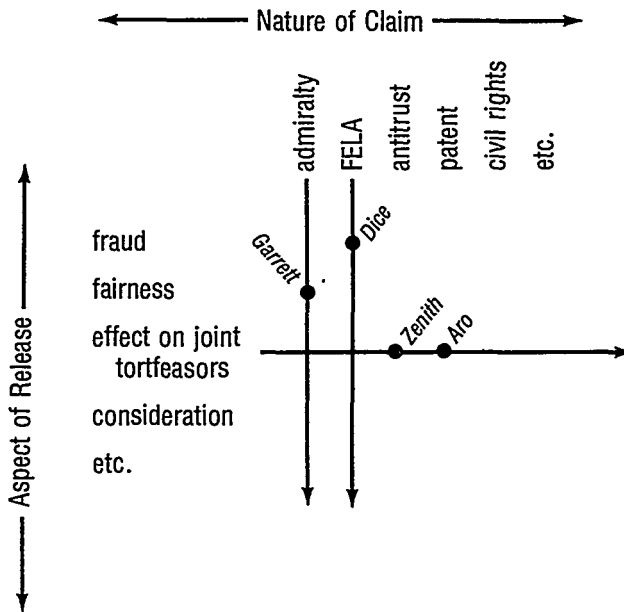 Nature of Claim
admiralty
FELA
antitrust
patent
civil rights
etc.
Aspect of Release
fraud
fairness
effect on joint
tortfeasors
consideration
etc.
Garrett
Dice
Zenith
Aro